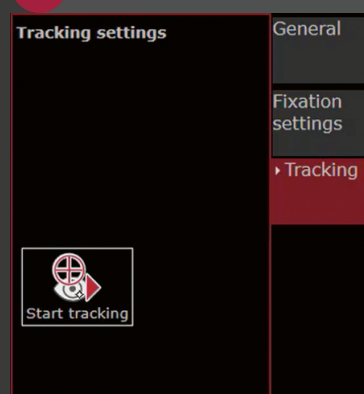 Tracking settings
General
Fixation
settings
Tracking
Start tracking